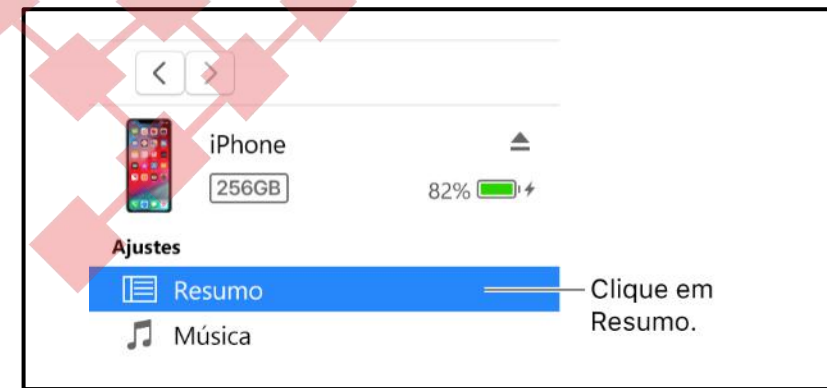 iPhone
256GB
82%
Ajustes
Resumo
Clique em
Resumo.
Música